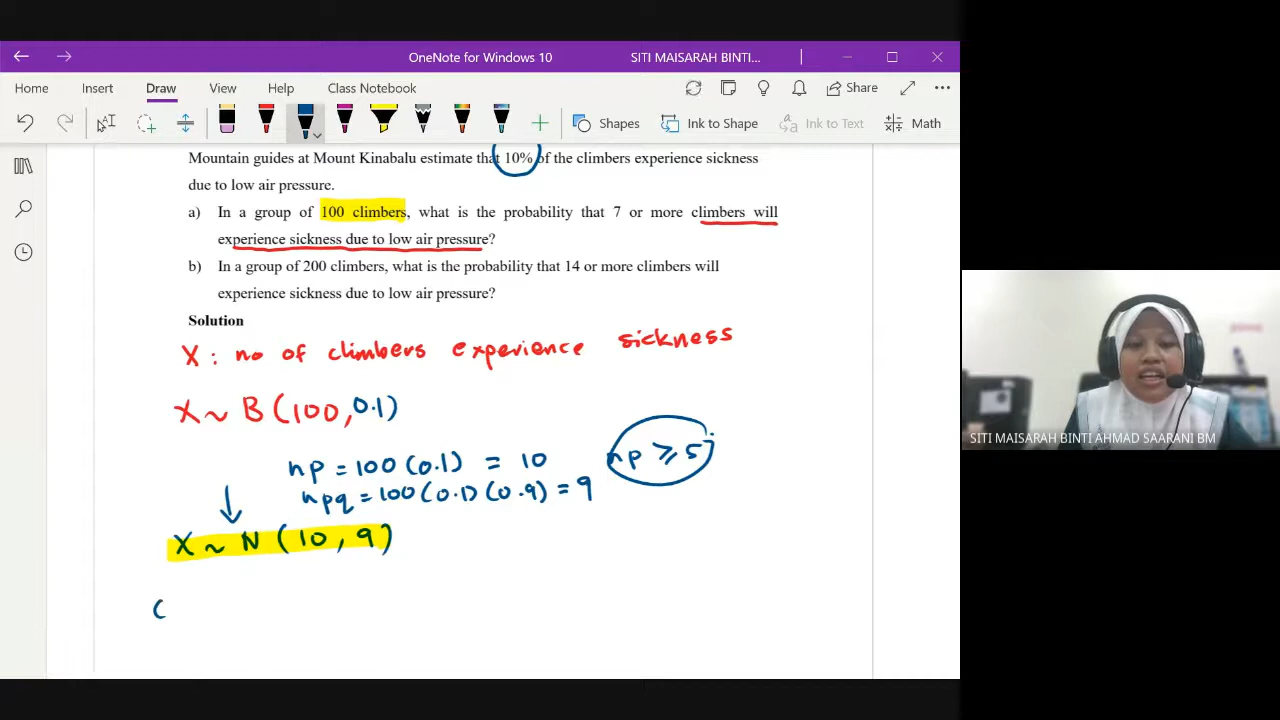 OneNote for Windows 10
SITI MAISARAH BINTI...
Home Insert Draw View Help Class Notebook
Share
Shapes
Ink to Shape
Ink to Text
Math
Mountain guides at Mount Kinabalu estimate that 10% of the climbers experience sickness
due to low air pressure.
a) In a group of 100 climbers, what is the probability that 7 or more climbers will
experience sickness due to low air pressure?
b) In a group of 200 climbers, what is the probability that 14 or more climbers will
experience sickness due to low air pressure?
Solution
X : no of climbers experience sickness
X ~ B (100, 0.1)
np = 100 (0.1) = 10
np ≥ 5
npq = 100 (0.1) (0.9) = 9
X ~ N (10, 9)
(
SITI MAISARAH BINTI AHMAD SAARANI BM